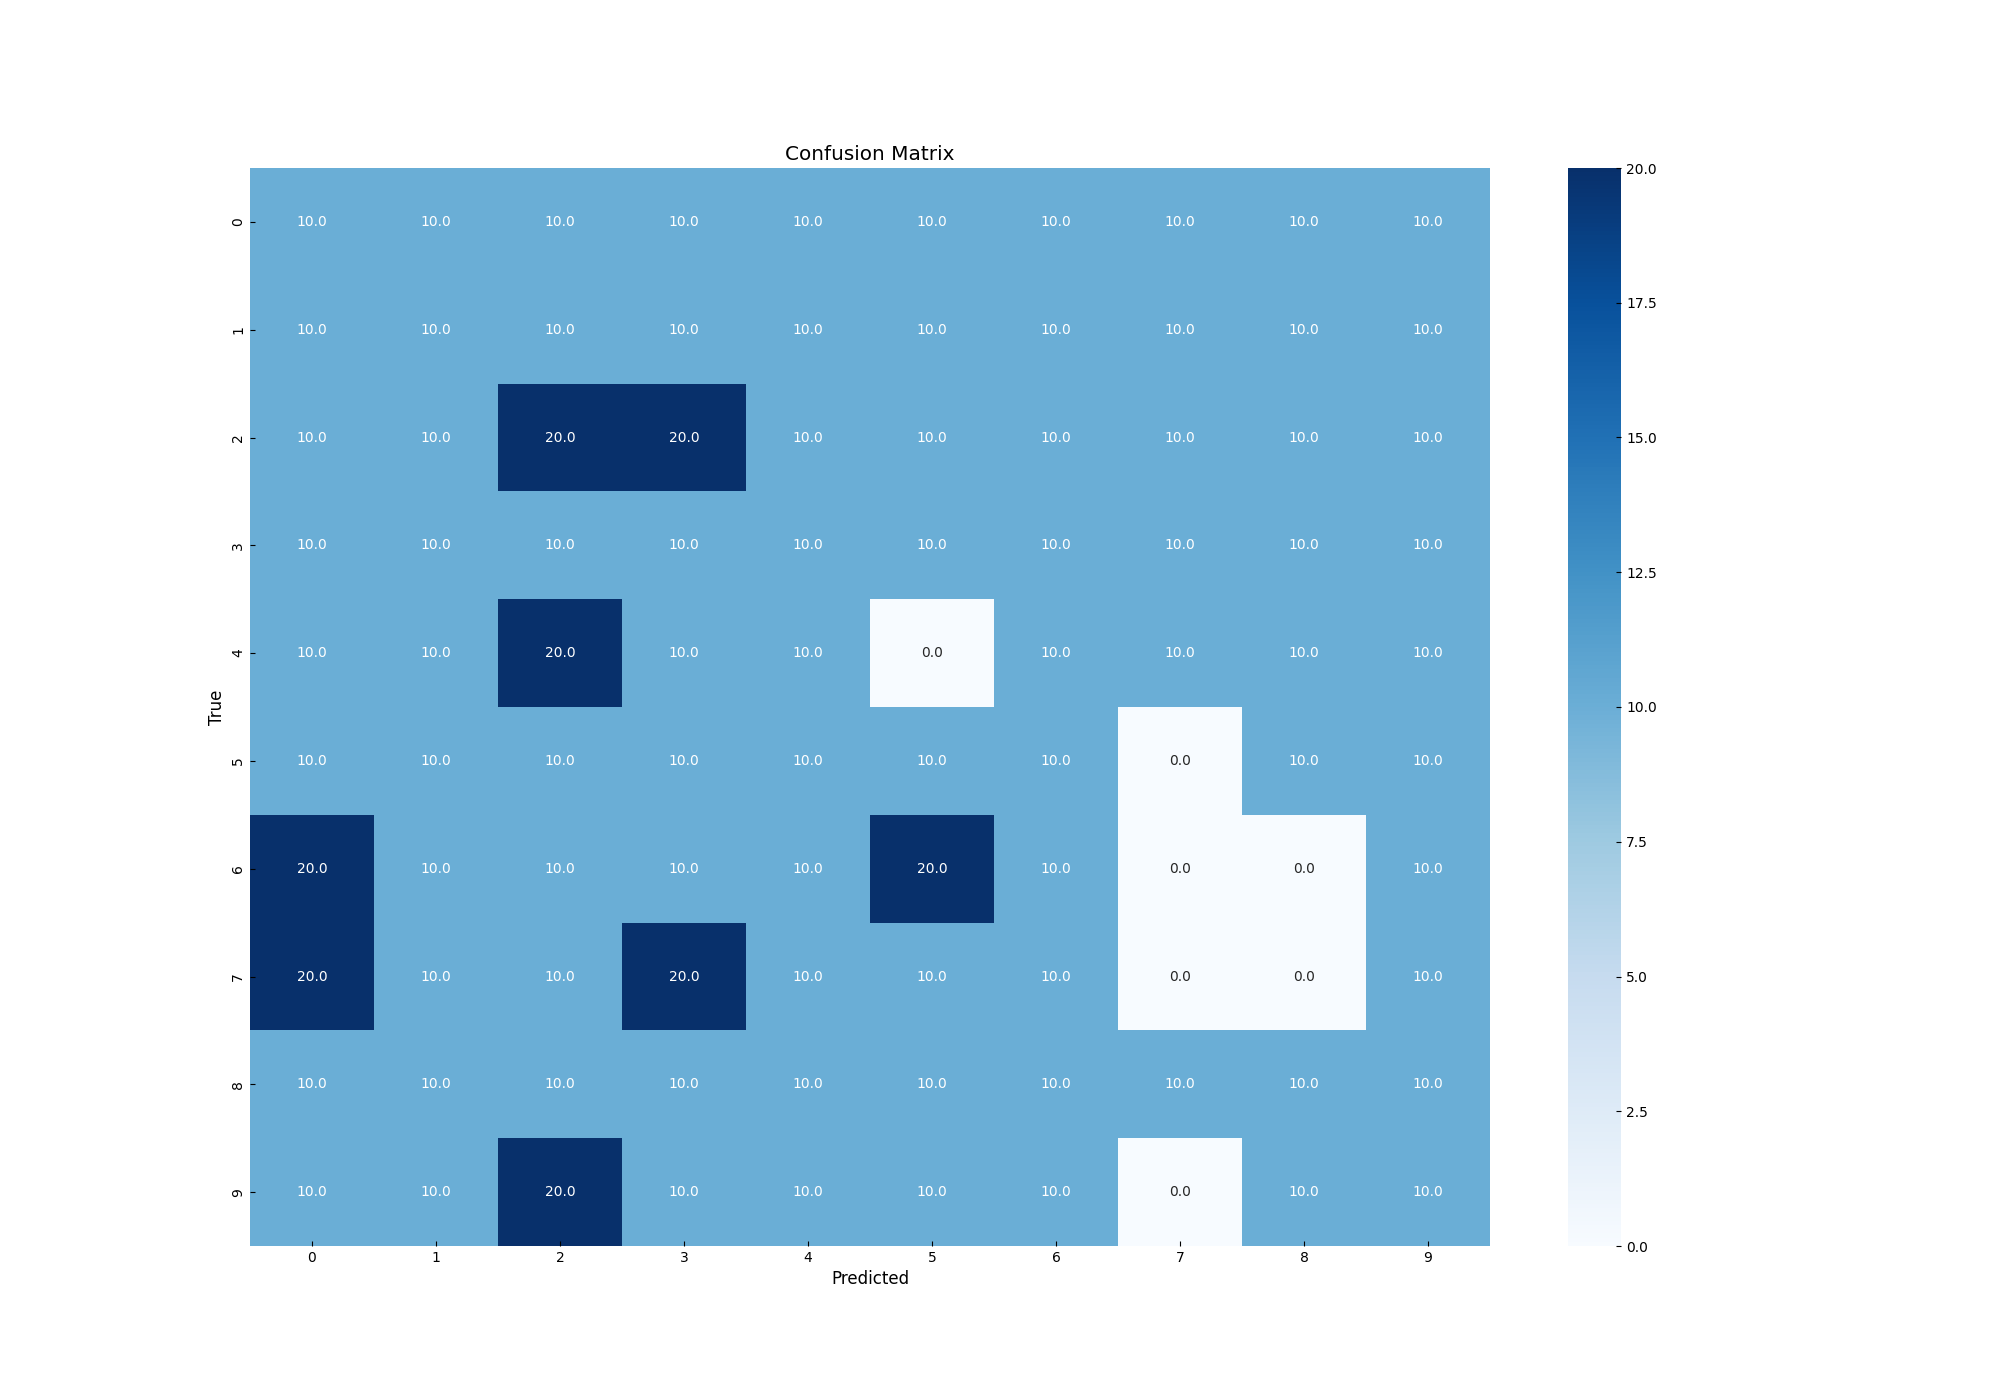 Confusion Matrix
0 10.0 10.0 10.0 10.0 10.0 10.0 10.0 10.0 10.0 10.0
1 10.0 10.0 10.0 10.0 10.0 10.0 10.0 10.0 10.0 10.0
2 10.0 10.0 20.0 20.0 10.0 10.0 10.0 10.0 10.0 10.0
3 10.0 10.0 10.0 10.0 10.0 10.0 10.0 10.0 10.0 10.0
4 10.0 10.0 20.0 10.0 10.0 0.0 10.0 10.0 10.0 10.0
5 10.0 10.0 10.0 10.0 10.0 10.0 10.0 0.0 10.0 10.0
6 20.0 10.0 10.0 10.0 10.0 20.0 10.0 0.0 0.0 10.0
7 20.0 10.0 10.0 20.0 10.0 10.0 10.0 0.0 0.0 10.0
8 10.0 10.0 10.0 10.0 10.0 10.0 10.0 10.0 10.0 10.0
9 10.0 10.0 20.0 10.0 10.0 10.0 10.0 0.0 10.0 10.0
0 1 2 3 4 5 6 7 8 9
Predicted
True
20.0
17.5
15.0
12.5
10.0
7.5
5.0
2.5
0.0